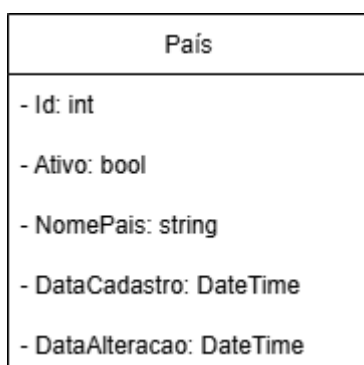 País
- Id: int
- Ativo: bool
- NomePais: string
- DataCadastro: DateTime
- DataAlteracao: DateTime